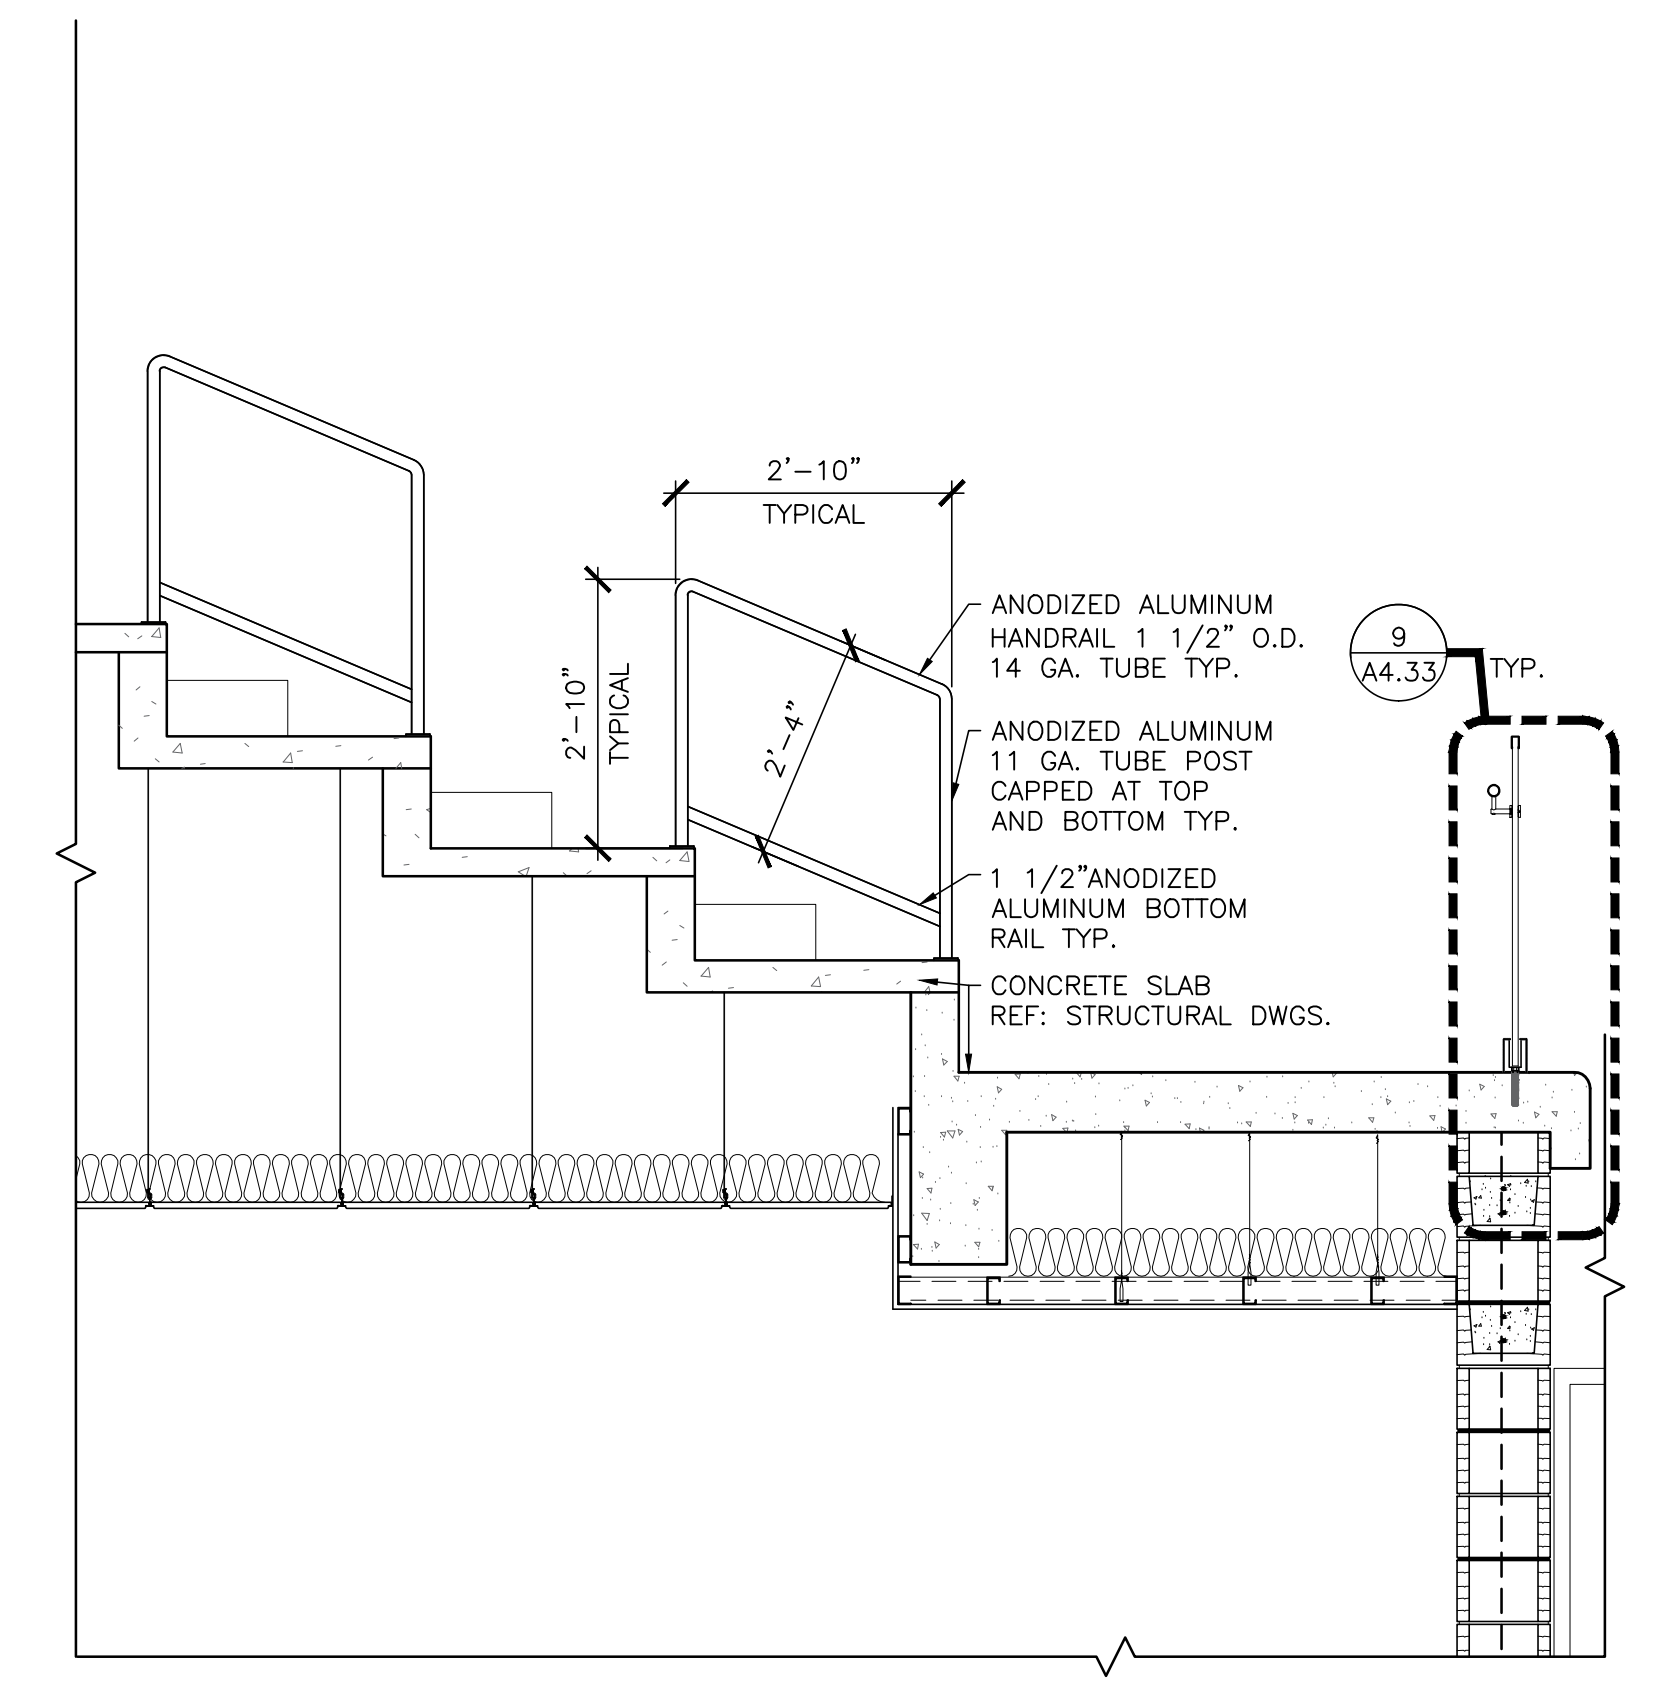 2'-10"
TYPICAL
2'-10"
TYPICAL
2'-4"
ANODIZED ALUMINUM
HANDRAIL 1 1/2" O.D.
14 GA. TUBE TYP.
9
A4.33
TYP.
ANODIZED ALUMINUM
11 GA. TUBE POST
CAPPED AT TOP
AND BOTTOM TYP.
1 1/2"ANODIZED
ALUMINUM BOTTOM
RAIL TYP.
CONCRETE SLAB
REF: STRUCTURAL DWGS.